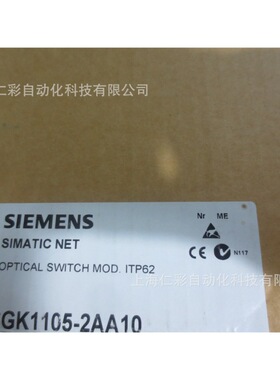 仁彩自动化科技有限公司
SIEMENS
Nr ME
SIMATIC NET
N117
OPTICAL SWITCH MOD. ITP62
上海仁彩自动化科技有限公司
GK1105-2AA10